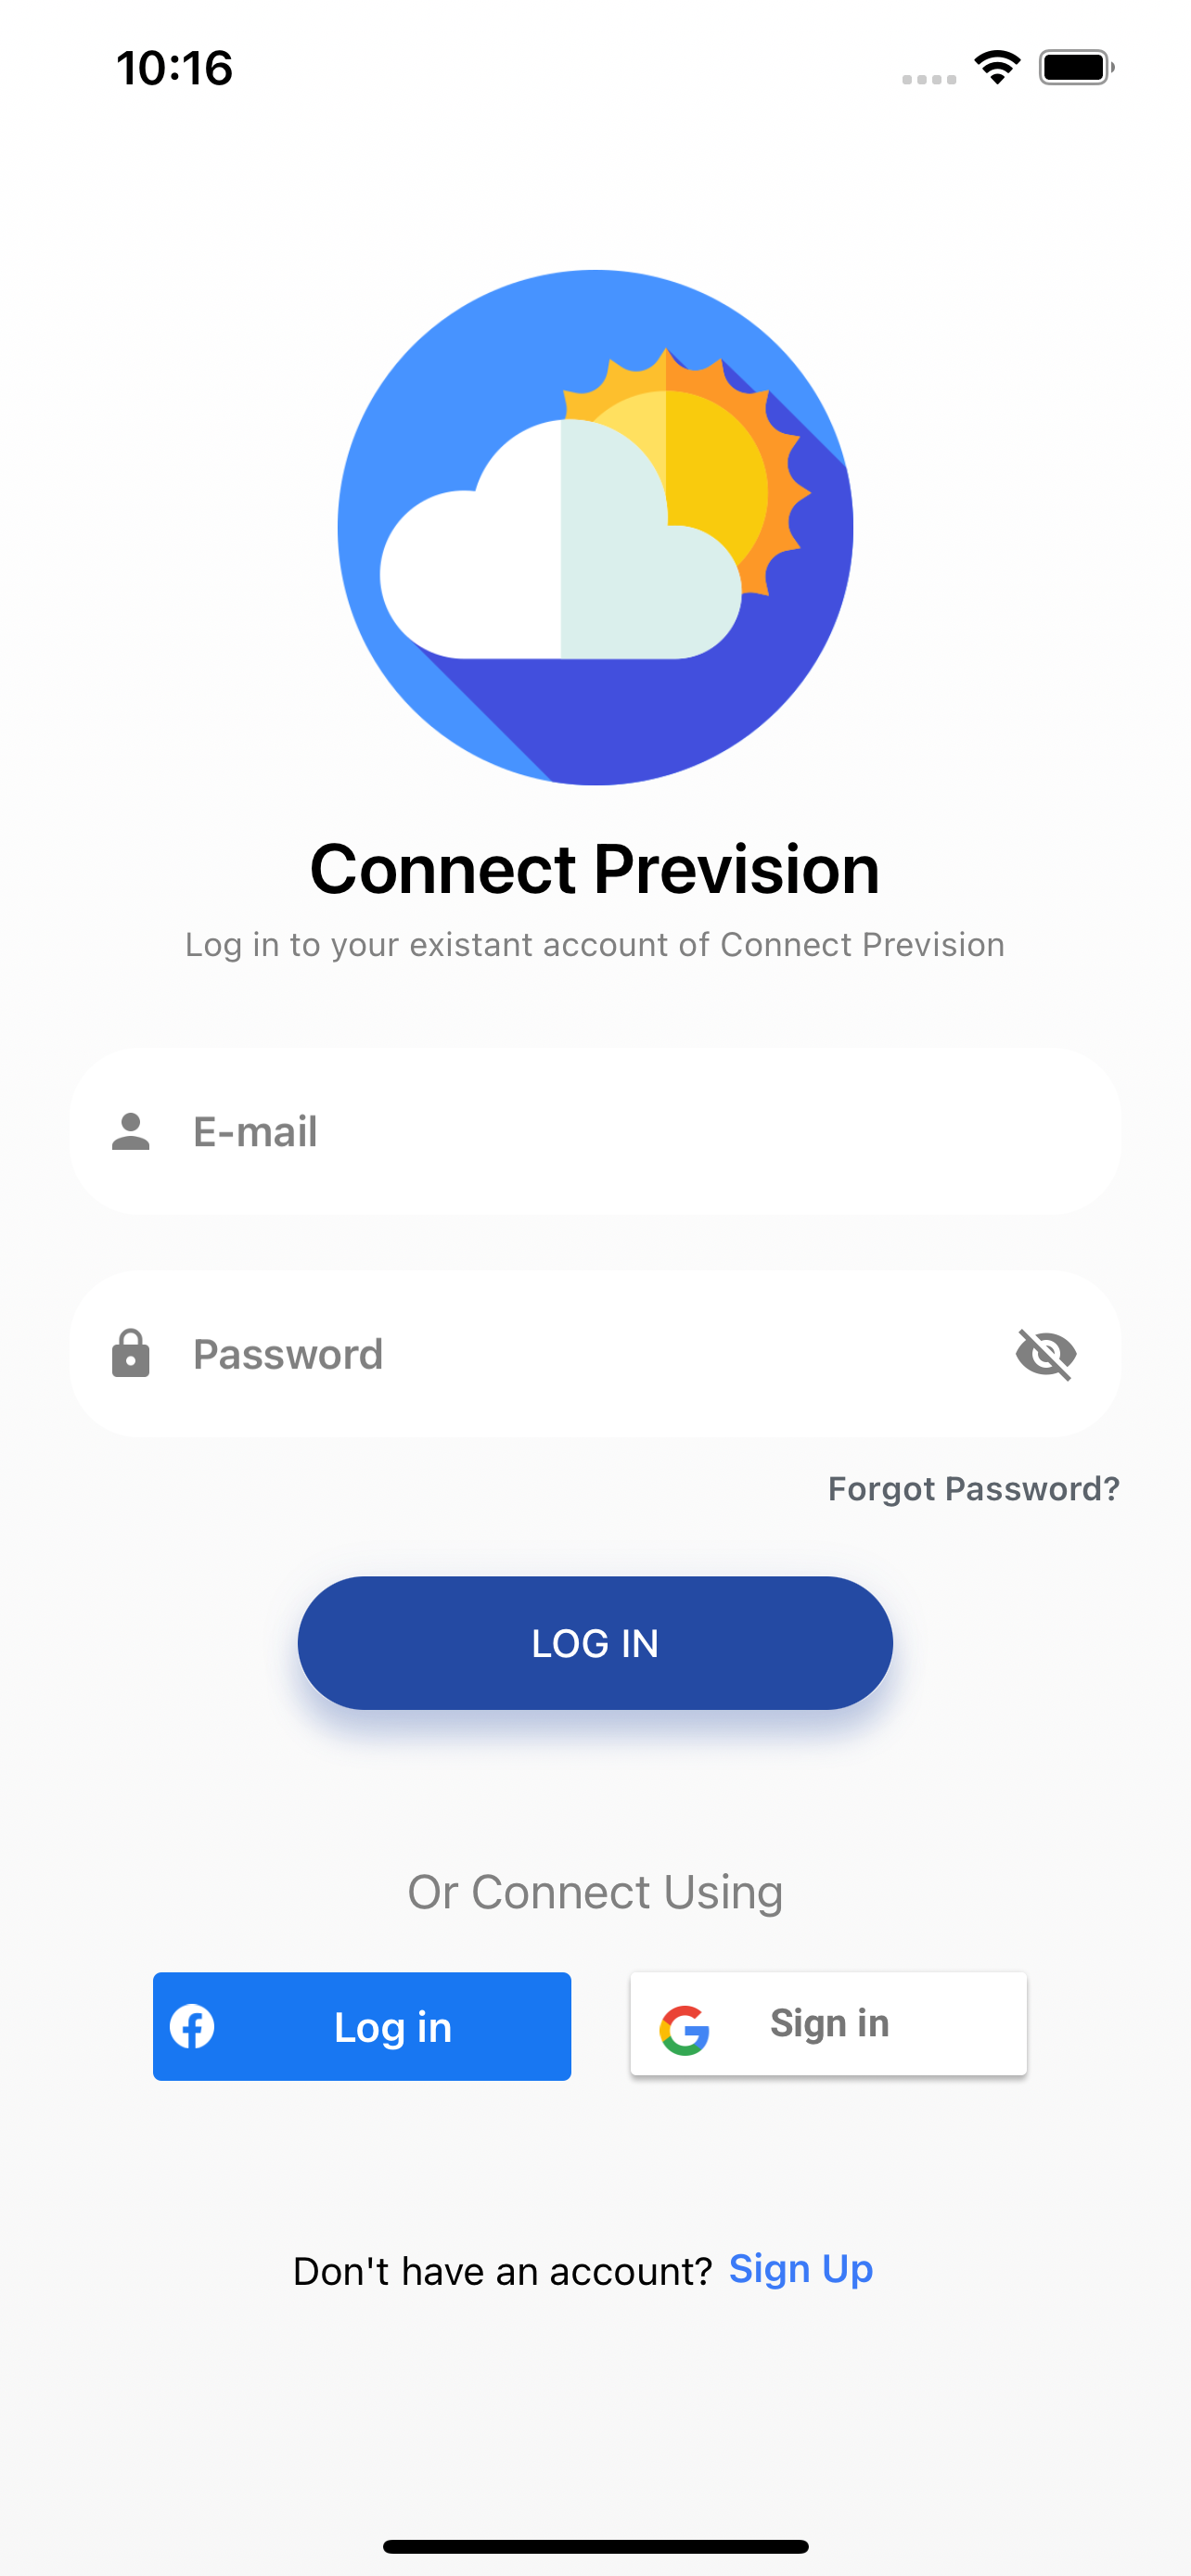 10:16
Connect Prevision
Log in to your existant account of Connect Prevision
E-mail
Password
Forgot Password?
LOG IN
Or Connect Using
Log in
Sign in
Don't have an account? Sign Up